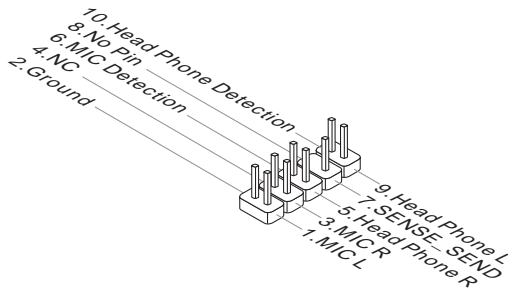 10.Head Phone Detection
8.No Pin
6.MIC Detection
4.NC
2.Ground
9.Head Phone L
7.SENSE_SEND
5.Head Phone R
3.MIC R
1.MIC L